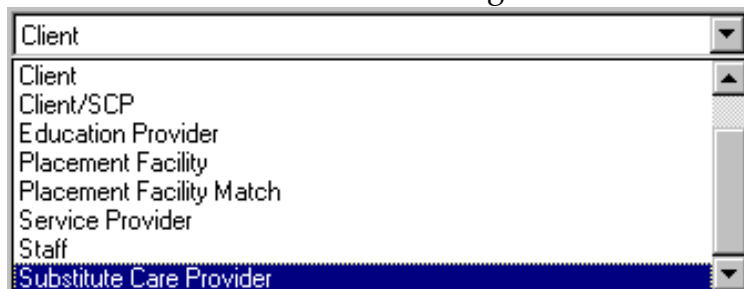 Client
Client
Client/SCP
Education Provider
Placement Facility
Placement Facility Match
Service Provider
Staff
Substitute Care Provider